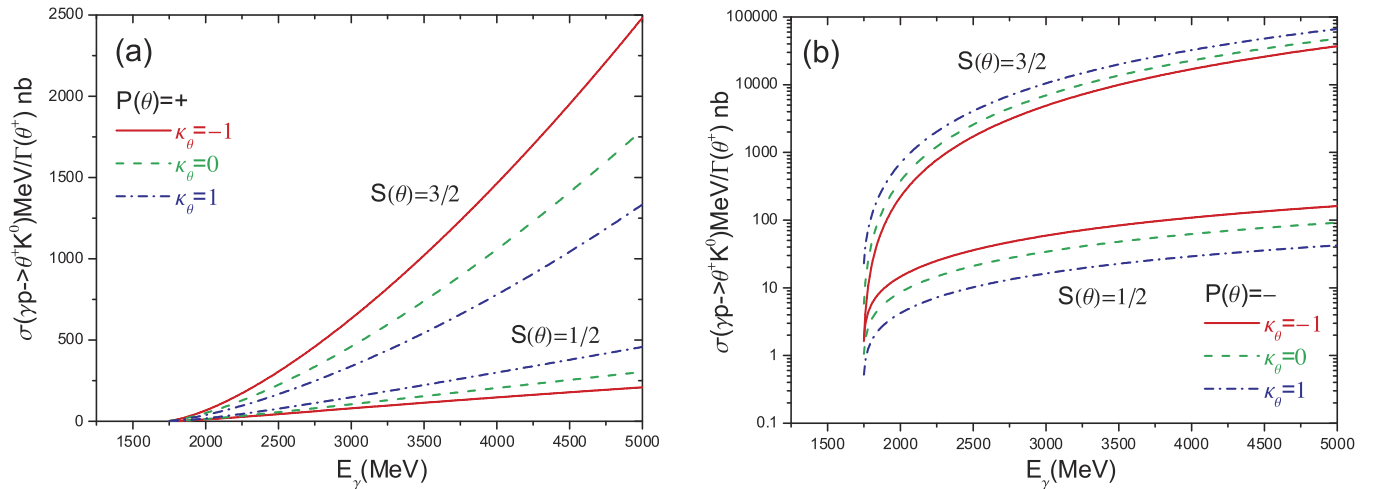 (a)
P(θ)=+
κθ=−1
κθ=0
κθ=1
S(θ)=3/2
S(θ)=1/2
σ(γp->θ⁺K⁰)MeV/Γ(θ⁺) nb
2500
2000
1500
1000
500
0
1500 2000 2500 3000 3500 4000 4500 5000
Eγ(MeV)
(b)
S(θ)=3/2
S(θ)=1/2
P(θ)=−
κθ=−1
κθ=0
κθ=1
σ(γp->θ⁺K⁰)MeV/Γ(θ⁺) nb
100000
10000
1000
100
10
1
0.1
1500 2000 2500 3000 3500 4000 4500 5000
Eγ(MeV)